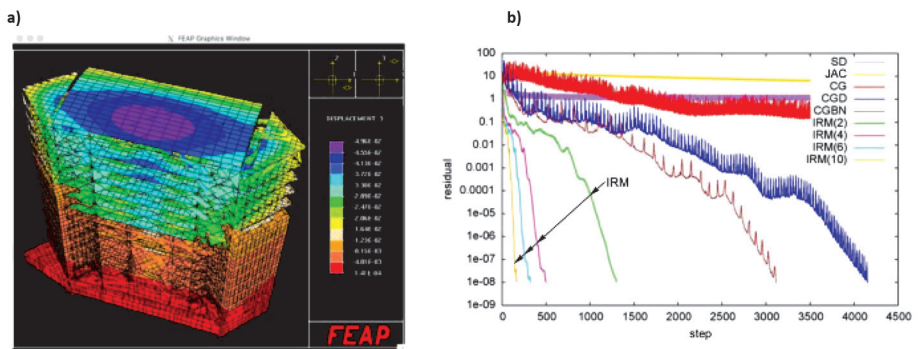 a)
b)
FEAP Graphics Window
DISPLACEMENT 3
FEAP
100
10
1
0.1
0.01
0.001
0.0001
1e-05
1e-06
1e-07
1e-08
1e-09
residual
0 500 1000 1500 2000 2500 3000 3500 4000 4500
step
SD
JAC
CG
CGD
CGBN
IRM(2)
IRM(4)
IRM(6)
IRM(10)
IRM